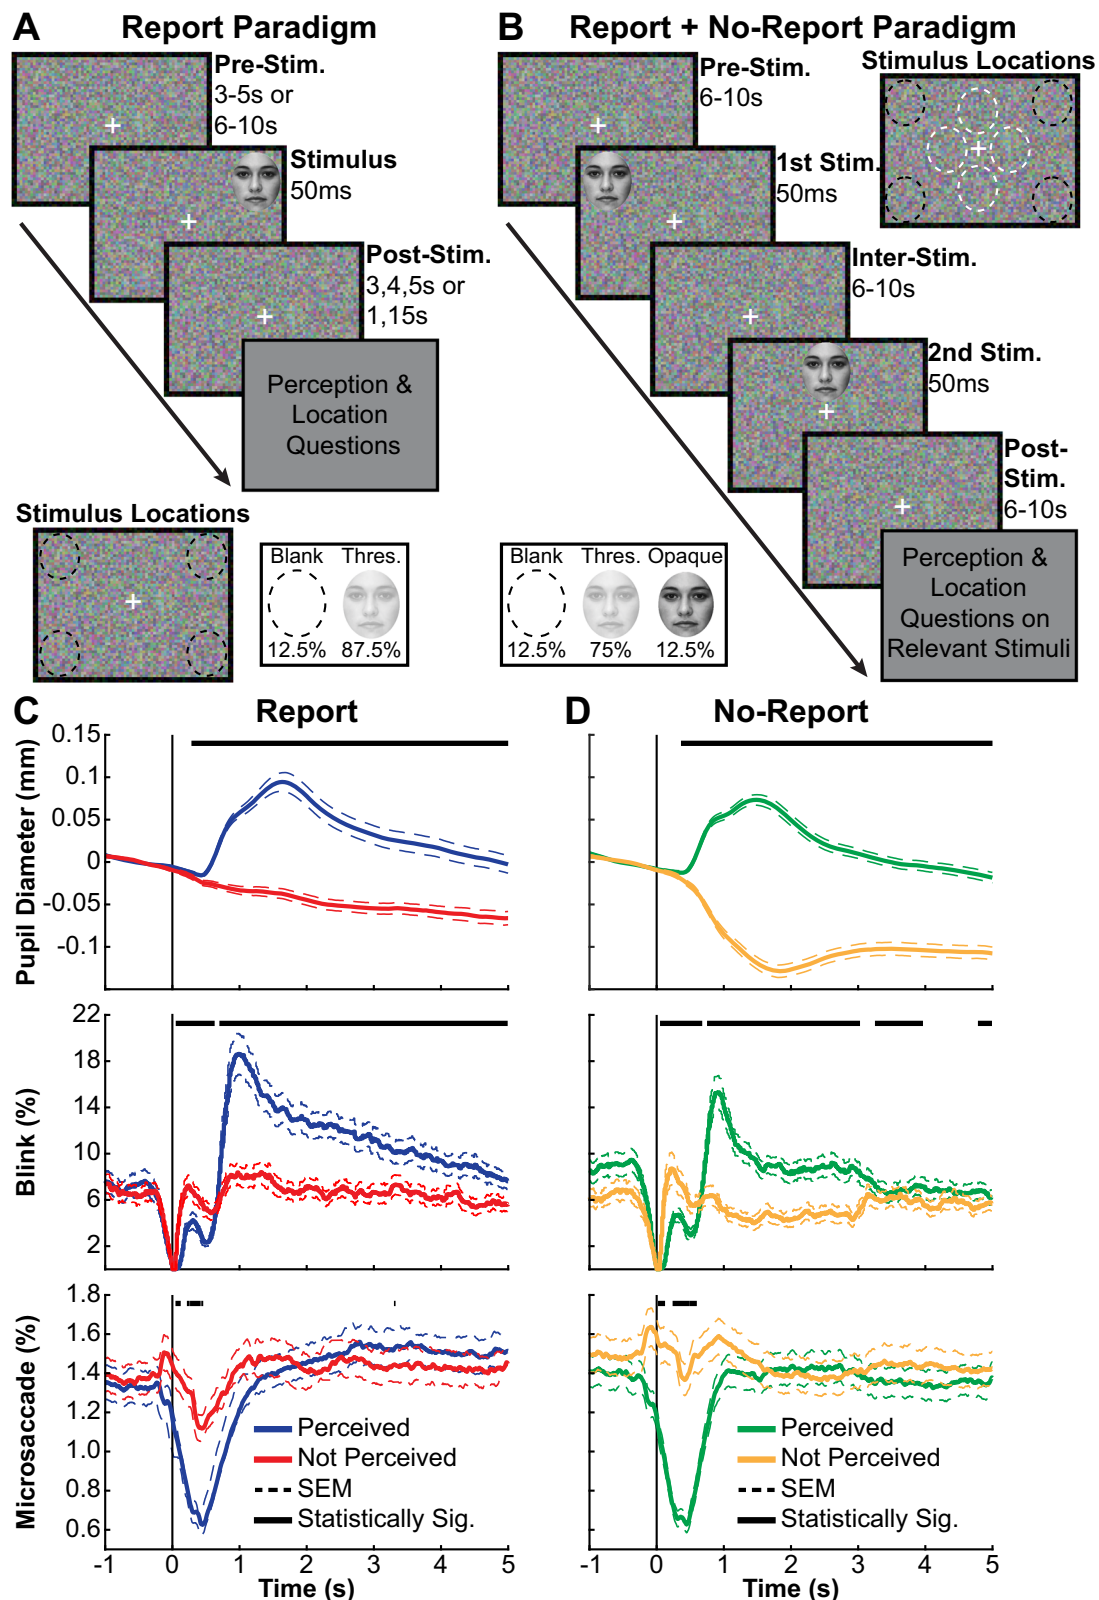 A
Report Paradigm
Pre-Stim.
3-5s or
6-10s
Stimulus
50ms
Post-Stim.
3,4,5s or
1,15s
Perception &
Location
Questions
Stimulus Locations
Blank Thres.
12.5% 87.5%
B
Report + No-Report Paradigm
Stimulus Locations
Pre-Stim.
6-10s
1st Stim.
50ms
Inter-Stim.
6-10s
2nd Stim.
50ms
Post-
Stim.
6-10s
Perception &
Location
Questions on
Relevant Stimuli
Blank Thres. Opaque
12.5% 75% 12.5%
C
Report
Pupil Diameter (mm)
0.15
0.1
0.05
0
-0.05
-0.1
-1 0 1 2 3 4 5
Blink (%)
22
18
14
10
6
2
Microsaccade (%)
1.8
1.6
1.4
1.2
1.0
0.8
0.6
Perceived
Not Perceived
SEM
Statistically Sig.
Time (s)
D
No-Report
Perceived
Not Perceived
SEM
Statistically Sig.
-1 0 1 2 3 4 5
Time (s)